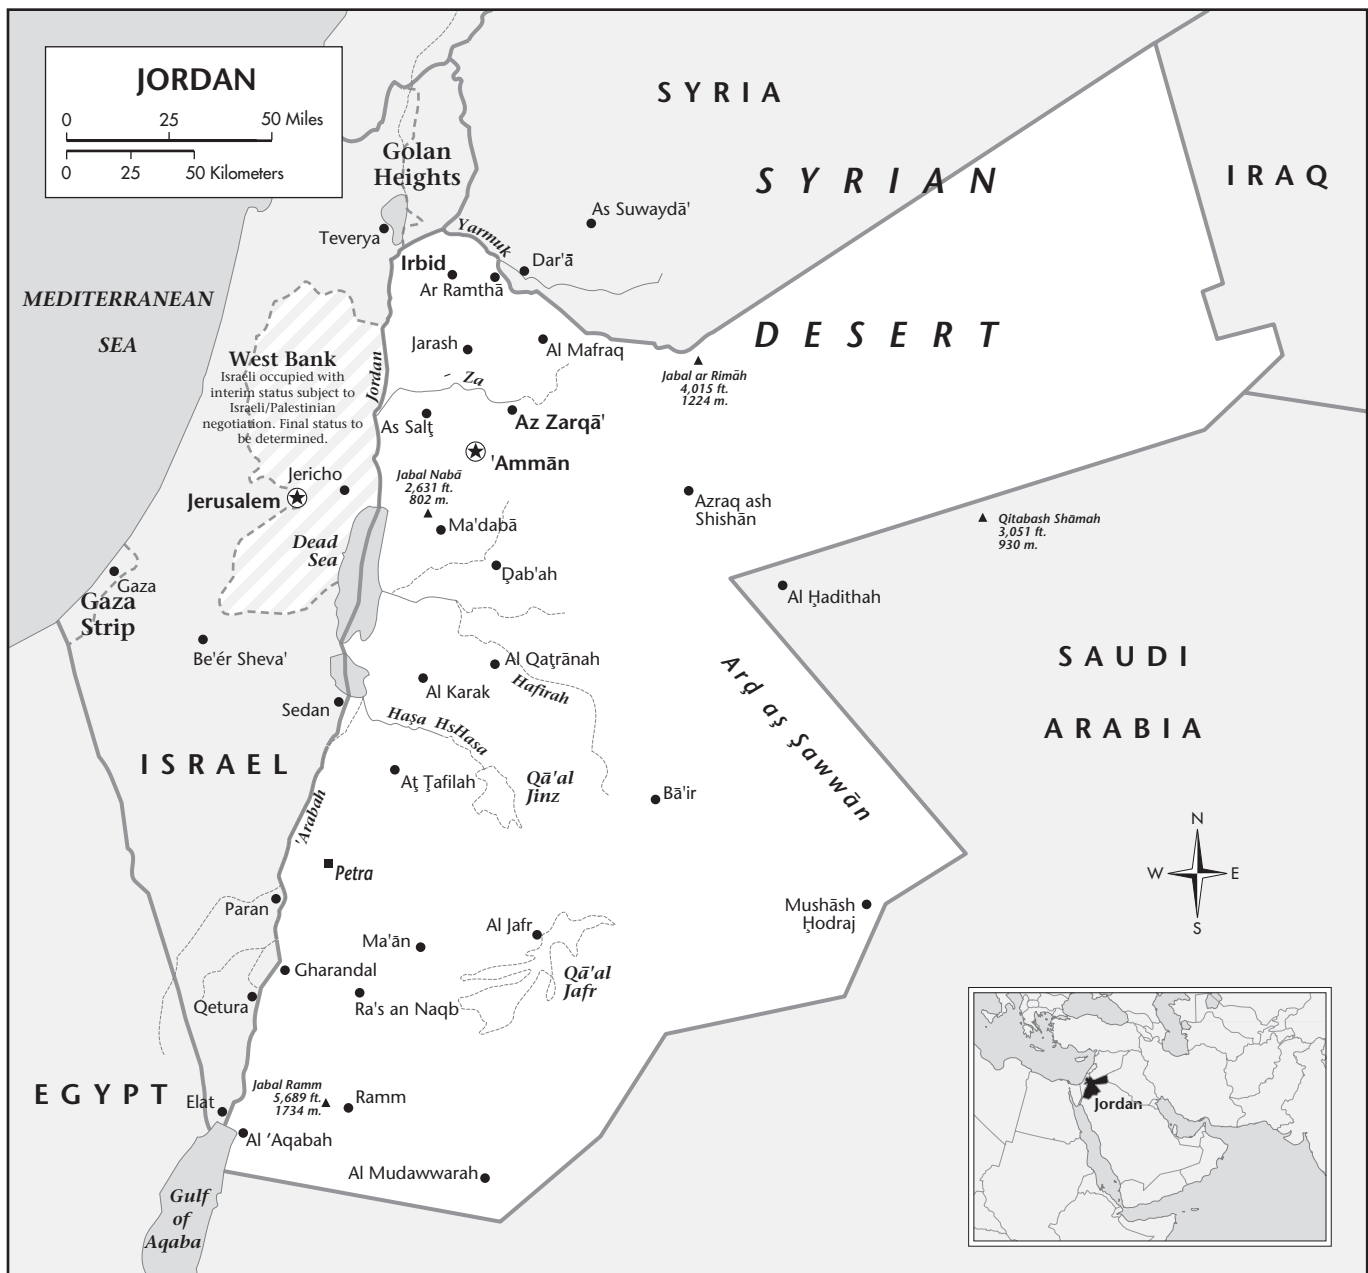 JORDAN
0 25 50 Miles
0 25 50 Kilometers
SYRIA
Golan
Heights
SYRIAN
IRAQ
As Suwaydā'
Teverya
Yarmuk
Dar'ā
Irbid
Ar Ramthā
MEDITERRANEAN
SEA
DESERT
Jarash
Al Mafraq
West Bank
Israeli occupied with
interim status subject to
Israeli/Palestinian
negotiation. Final status to
be determined.
Jordan
Za
Jabal ar Rimāh
4,015 ft.
1224 m.
As Salţ
Az Zarqā'
'Ammān
Jericho
Jerusalem
Jabal Nabā
2,631 ft.
802 m.
Ma'dabā
Azraq ash
Shishān
Qitabash Shāmah
3,051 ft.
930 m.
Dead
Sea
Gaza
Gaza
Strip
Ḑab'ah
Al Ḩadithah
Be'ér Sheva'
Al Qaţrānah
Al Karak
Hafirah
Arḑ aş Şawwān
SAUDI
ARABIA
Sedan
Haşa HsHasa
ISRAEL
Aţ Ţafilah
Qā'al
Jinz
Bā'ir
'Arabah
Petra
N
W E
S
Paran
Mushāsh
Ḩodraj
Al Jafr
Ma'ān
Gharandal
Qā'al
Jafr
Qetura
Ra's an Naqb
EGYPT
Elat
Jabal Ramm
5,689 ft.
1734 m.
Ramm
Al 'Aqabah
Al Mudawwarah
Gulf
of
Aqaba
Jordan